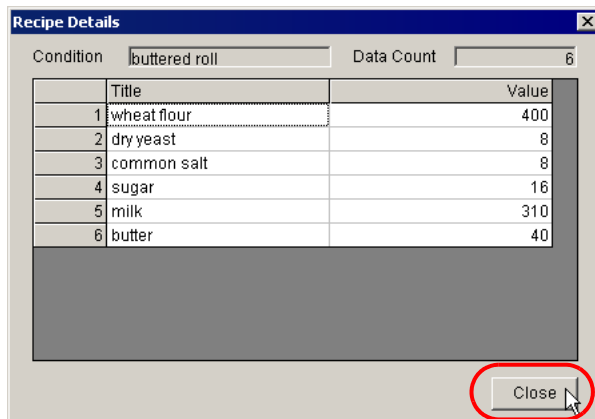 Recipe Details
Condition buttered roll Data Count 6
Title Value
1 wheat flour 400
2 dry yeast 8
3 common salt 8
4 sugar 16
5 milk 310
6 butter 40
Close